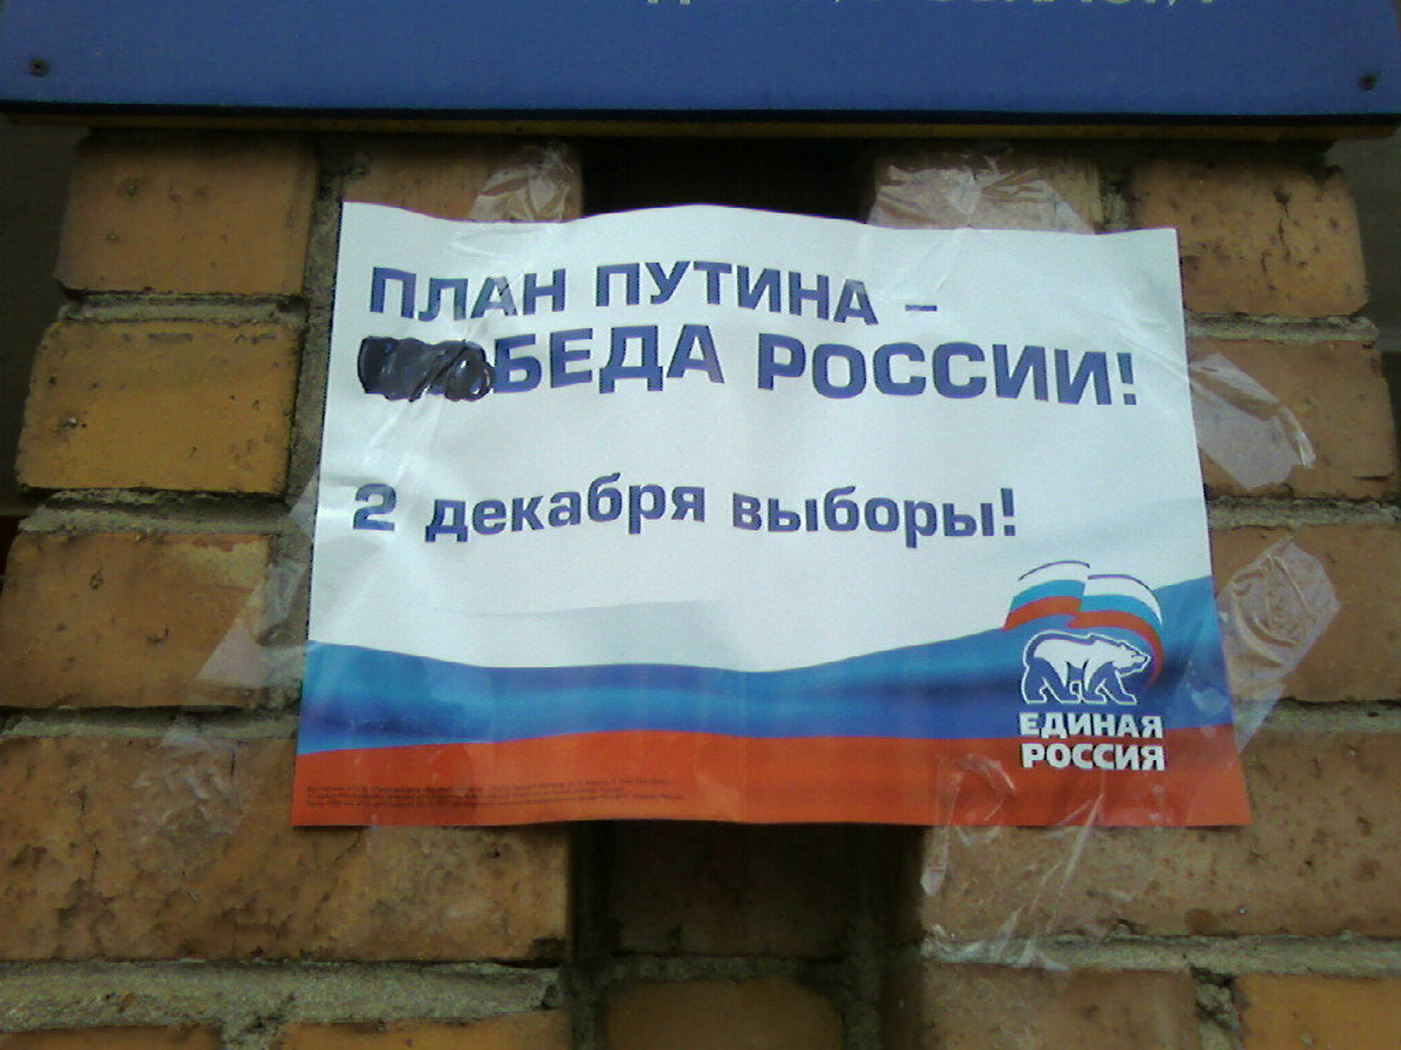 ПЛАН ПУТИНА –
БЕДА РОССИИ!
2 декабря выборы!
ЕДИНАЯ
РОССИЯ